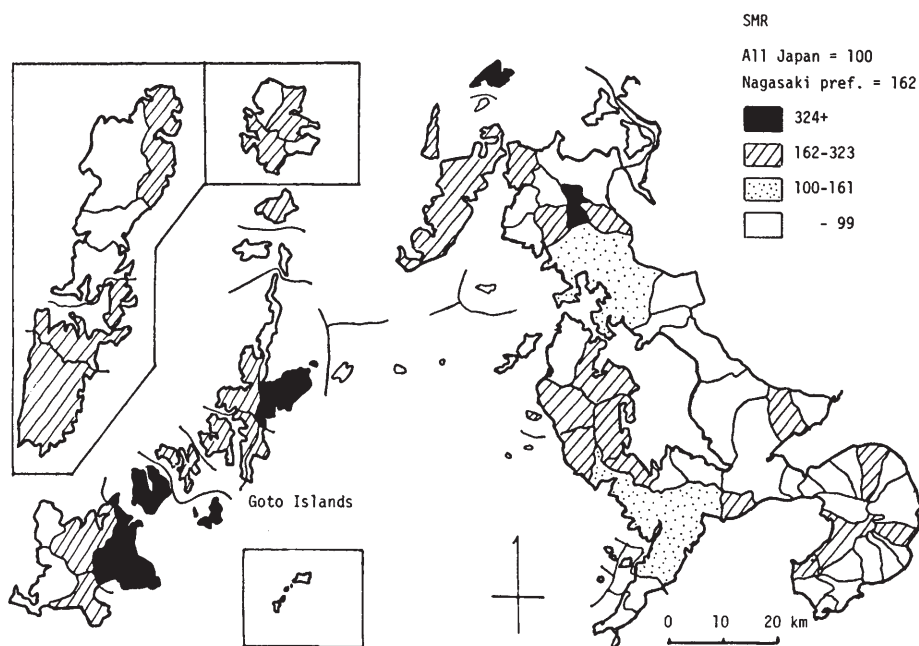 SMR
All Japan = 100
Nagasaki pref. = 162
324+
162-323
100-161
- 99
Goto Islands
0 10 20 km